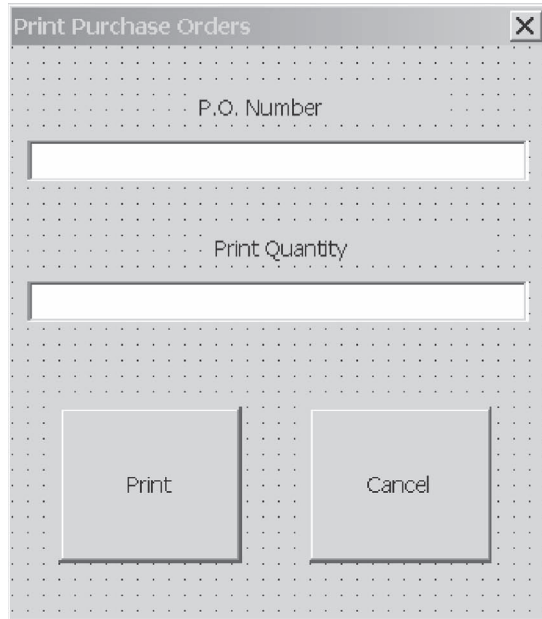 Print Purchase Orders
P.O. Number
Print Quantity
Print
Cancel